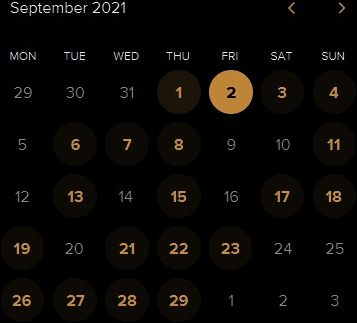 September 2021
MON TUE WED THU FRI SAT SUN
29 30 31 1 2 3 4
5 6 7 8 9 10 11
12 13 14 15 16 17 18
19 20 21 22 23 24 25
26 27 28 29 1 2 3